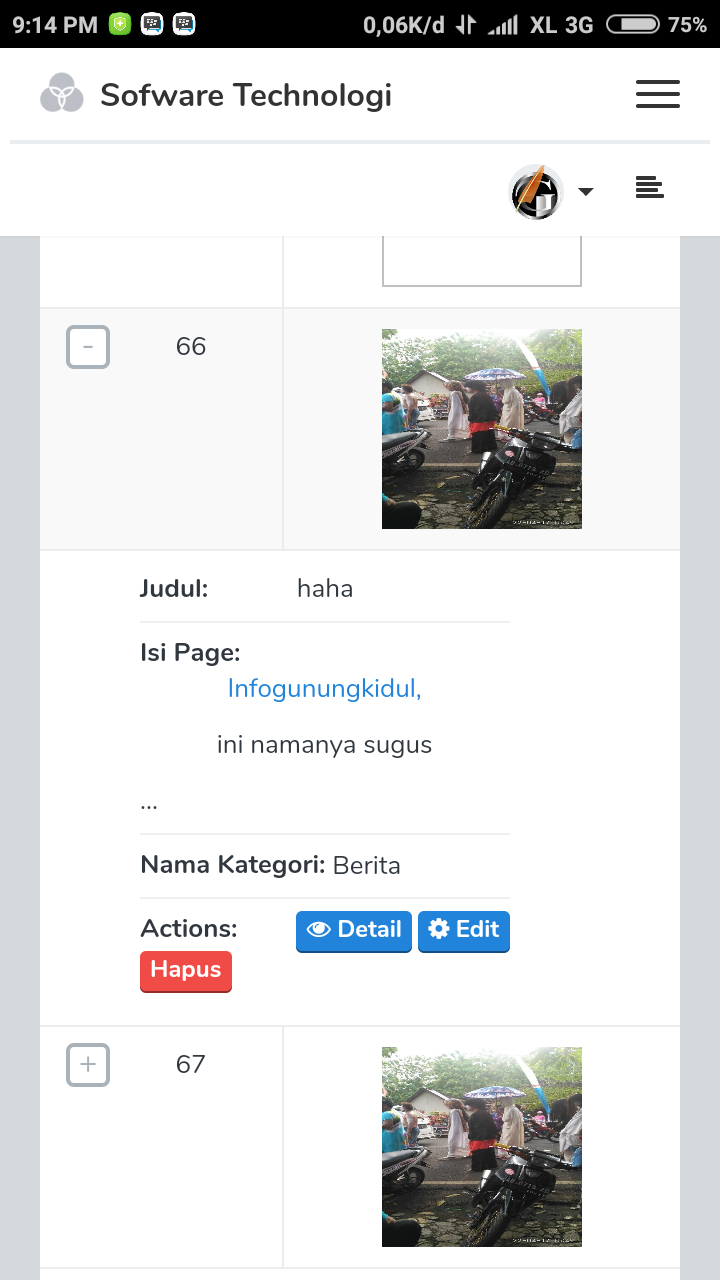 9:14 PM 0,06K/d XL 3G 75%
Sofware Technologi
- 66
Judul: haha
Isi Page:
Infogunungkidul,
ini namanya sugus
...
Nama Kategori: Berita
Actions: Detail Edit
Hapus
+ 67